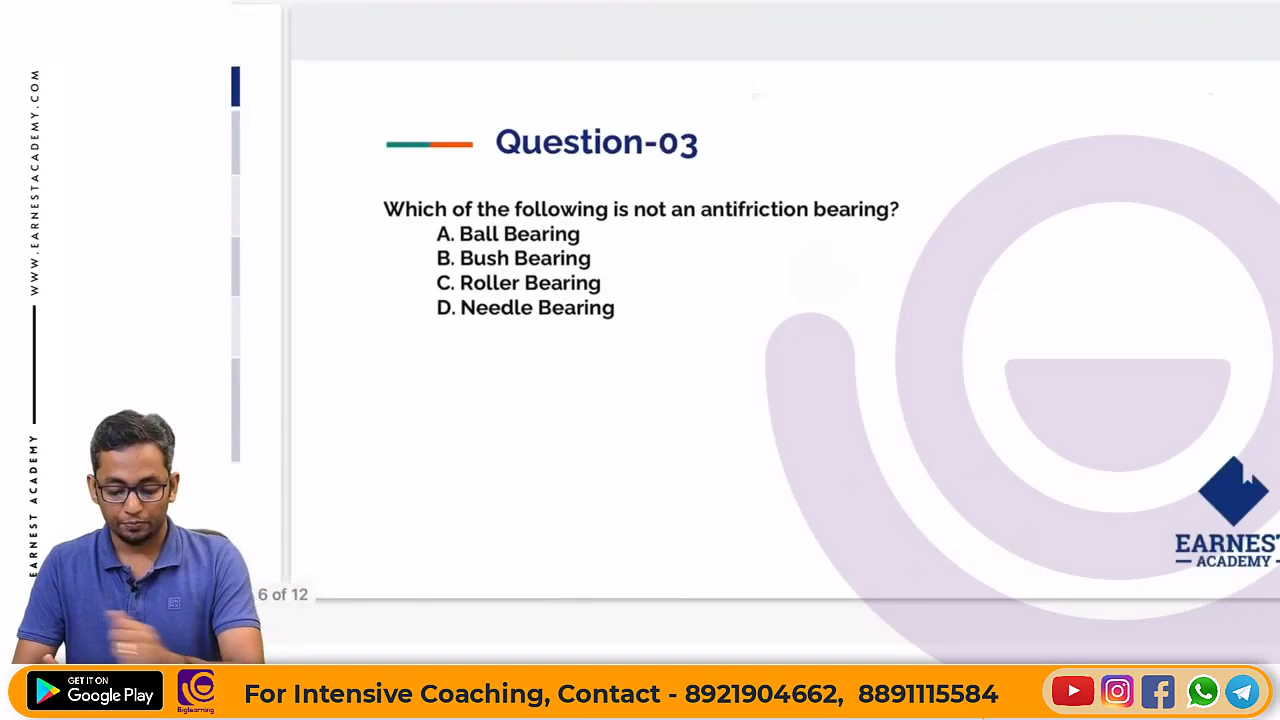 WWW.EARNESTACADEMY.COM
EARNEST ACADEMY
Question-03
Which of the following is not an antifriction bearing?
A. Ball Bearing
B. Bush Bearing
C. Roller Bearing
D. Needle Bearing
EARNEST
ACADEMY
6 of 12
GET IT ON
Google Play
Biglearning
For Intensive Coaching, Contact - 8921904662, 8891115584